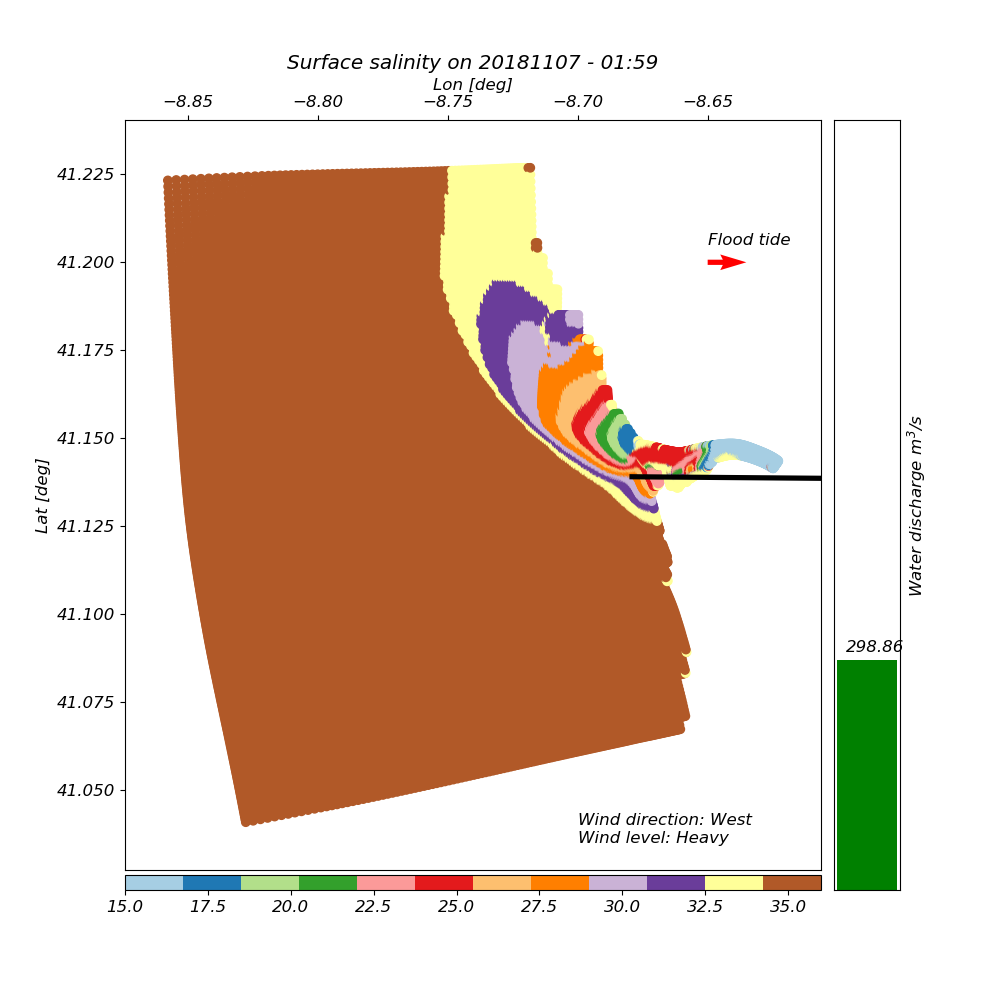 Surface salinity on 20181107 - 01:59
Lon [deg]
−8.85 −8.80 −8.75 −8.70 −8.65
41.225
41.200
41.175
41.150
41.125
41.100
41.075
41.050
Lat [deg]
Flood tide
Wind direction: West
Wind level: Heavy
298.86
Water discharge m³/s
15.0 17.5 20.0 22.5 25.0 27.5 30.0 32.5 35.0